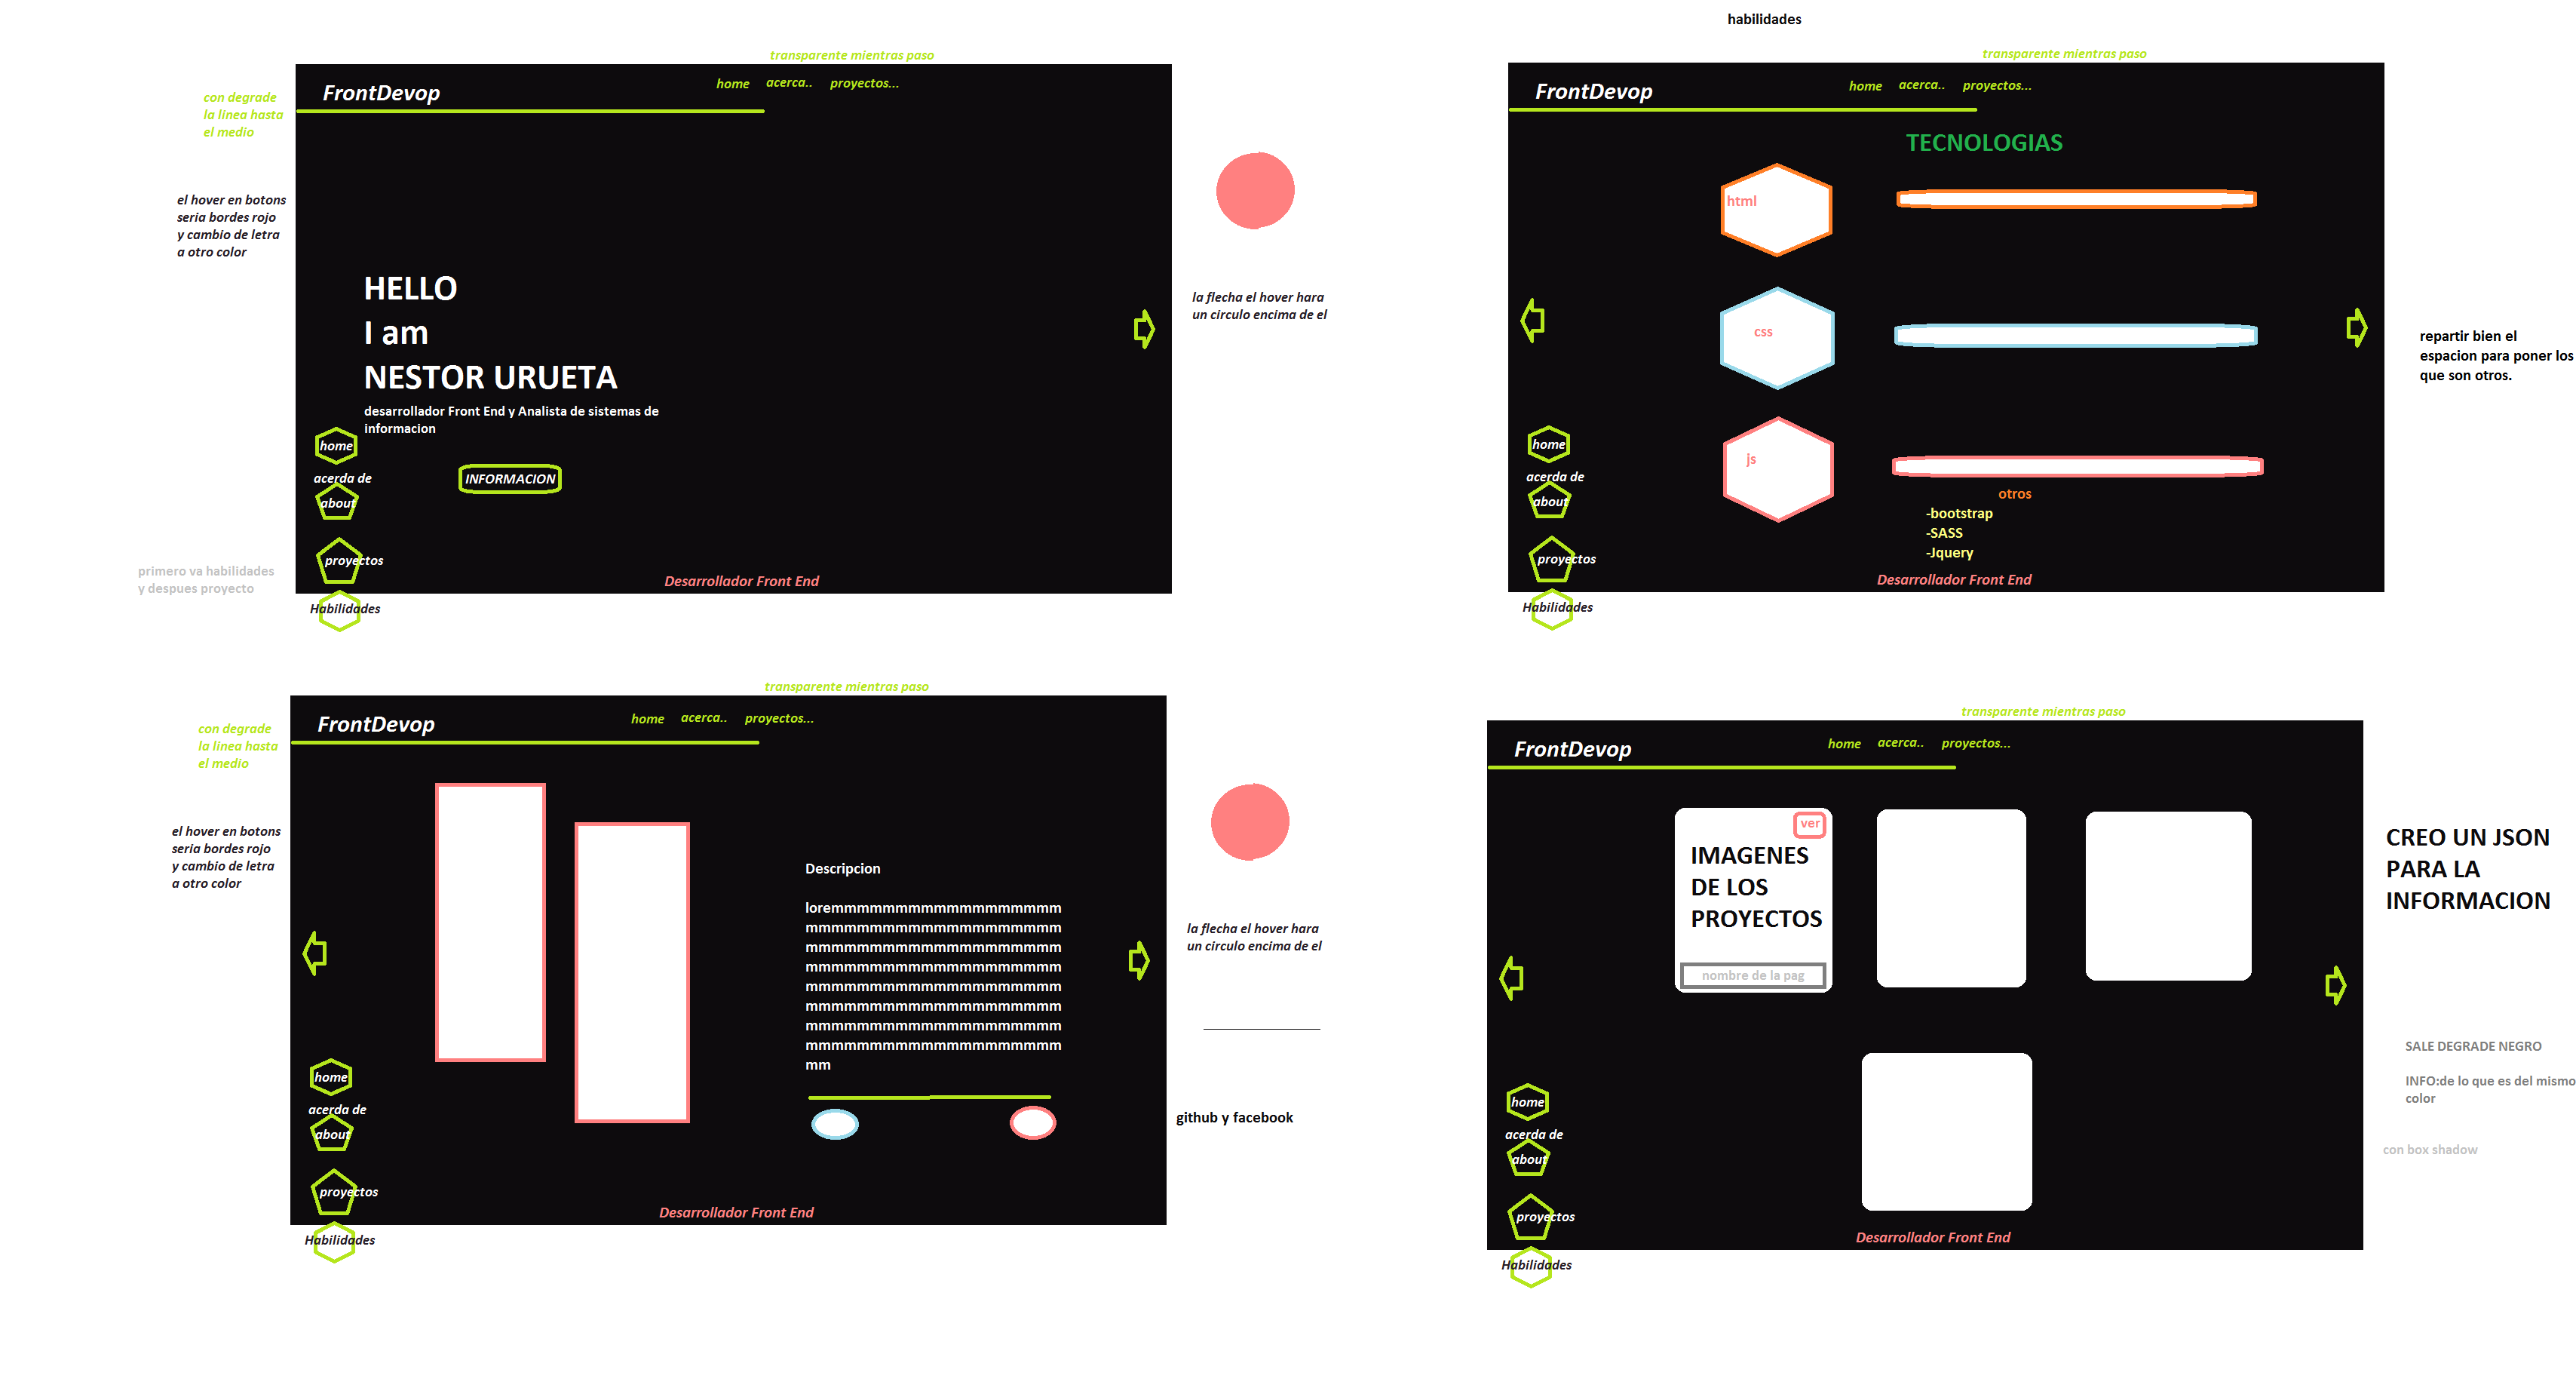 transparente mientras paso
con degrade
la linea hasta
el medio
FrontDevop
home
acerca..
proyectos...
el hover en botons
seria bordes rojo
y cambio de letra
a otro color
HELLO
I am
NESTOR URUETA
desarrollador Front End y Analista de sistemas de
informacion
home
acerda de
about
INFORMACION
proyectos
Desarrollador Front End
Habilidades
primero va habilidades
y despues proyecto
la flecha el hover hara
un circulo encima de el
habilidades
transparente mientras paso
FrontDevop
home
acerca..
proyectos...
TECNOLOGIAS
html
css
js
otros
-bootstrap
-SASS
-Jquery
home
acerda de
about
proyectos
Desarrollador Front End
Habilidades
repartir bien el
espacion para poner los
que son otros.
transparente mientras paso
con degrade
la linea hasta
el medio
FrontDevop
home
acerca..
proyectos...
el hover en botons
seria bordes rojo
y cambio de letra
a otro color
Descripcion
loremmmmmmmmmmmmmmmmmmm
mmmmmmmmmmmmmmmmmmmm
mmmmmmmmmmmmmmmmmmmm
mmmmmmmmmmmmmmmmmmmm
mmmmmmmmmmmmmmmmmmmm
mmmmmmmmmmmmmmmmmmmm
mmmmmmmmmmmmmmmmmmmm
mmmmmmmmmmmmmmmmmmmm
mm
home
acerda de
about
proyectos
Desarrollador Front End
Habilidades
la flecha el hover hara
un circulo encima de el
github y facebook
transparente mientras paso
FrontDevop
home
acerca..
proyectos...
ver
IMAGENES
DE LOS
PROYECTOS
nombre de la pag
home
acerda de
about
proyectos
Desarrollador Front End
Habilidades
CREO UN JSON
PARA LA
INFORMACION
SALE DEGRADE NEGRO
INFO:de lo que es del mismo
color
con box shadow